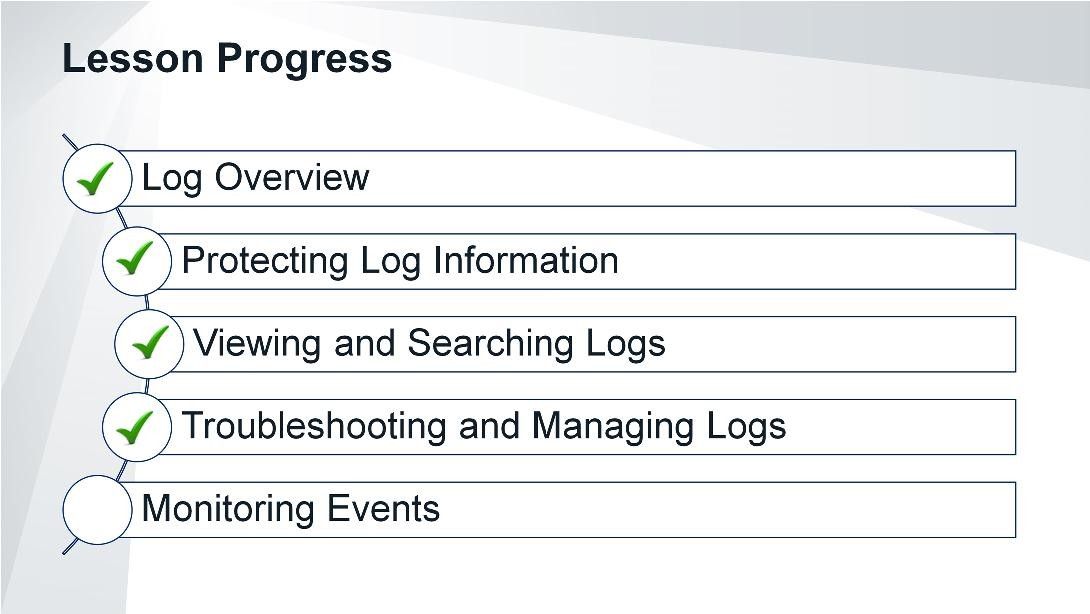 Lesson Progress
Log Overview
Protecting Log Information
Viewing and Searching Logs
Troubleshooting and Managing Logs
Monitoring Events